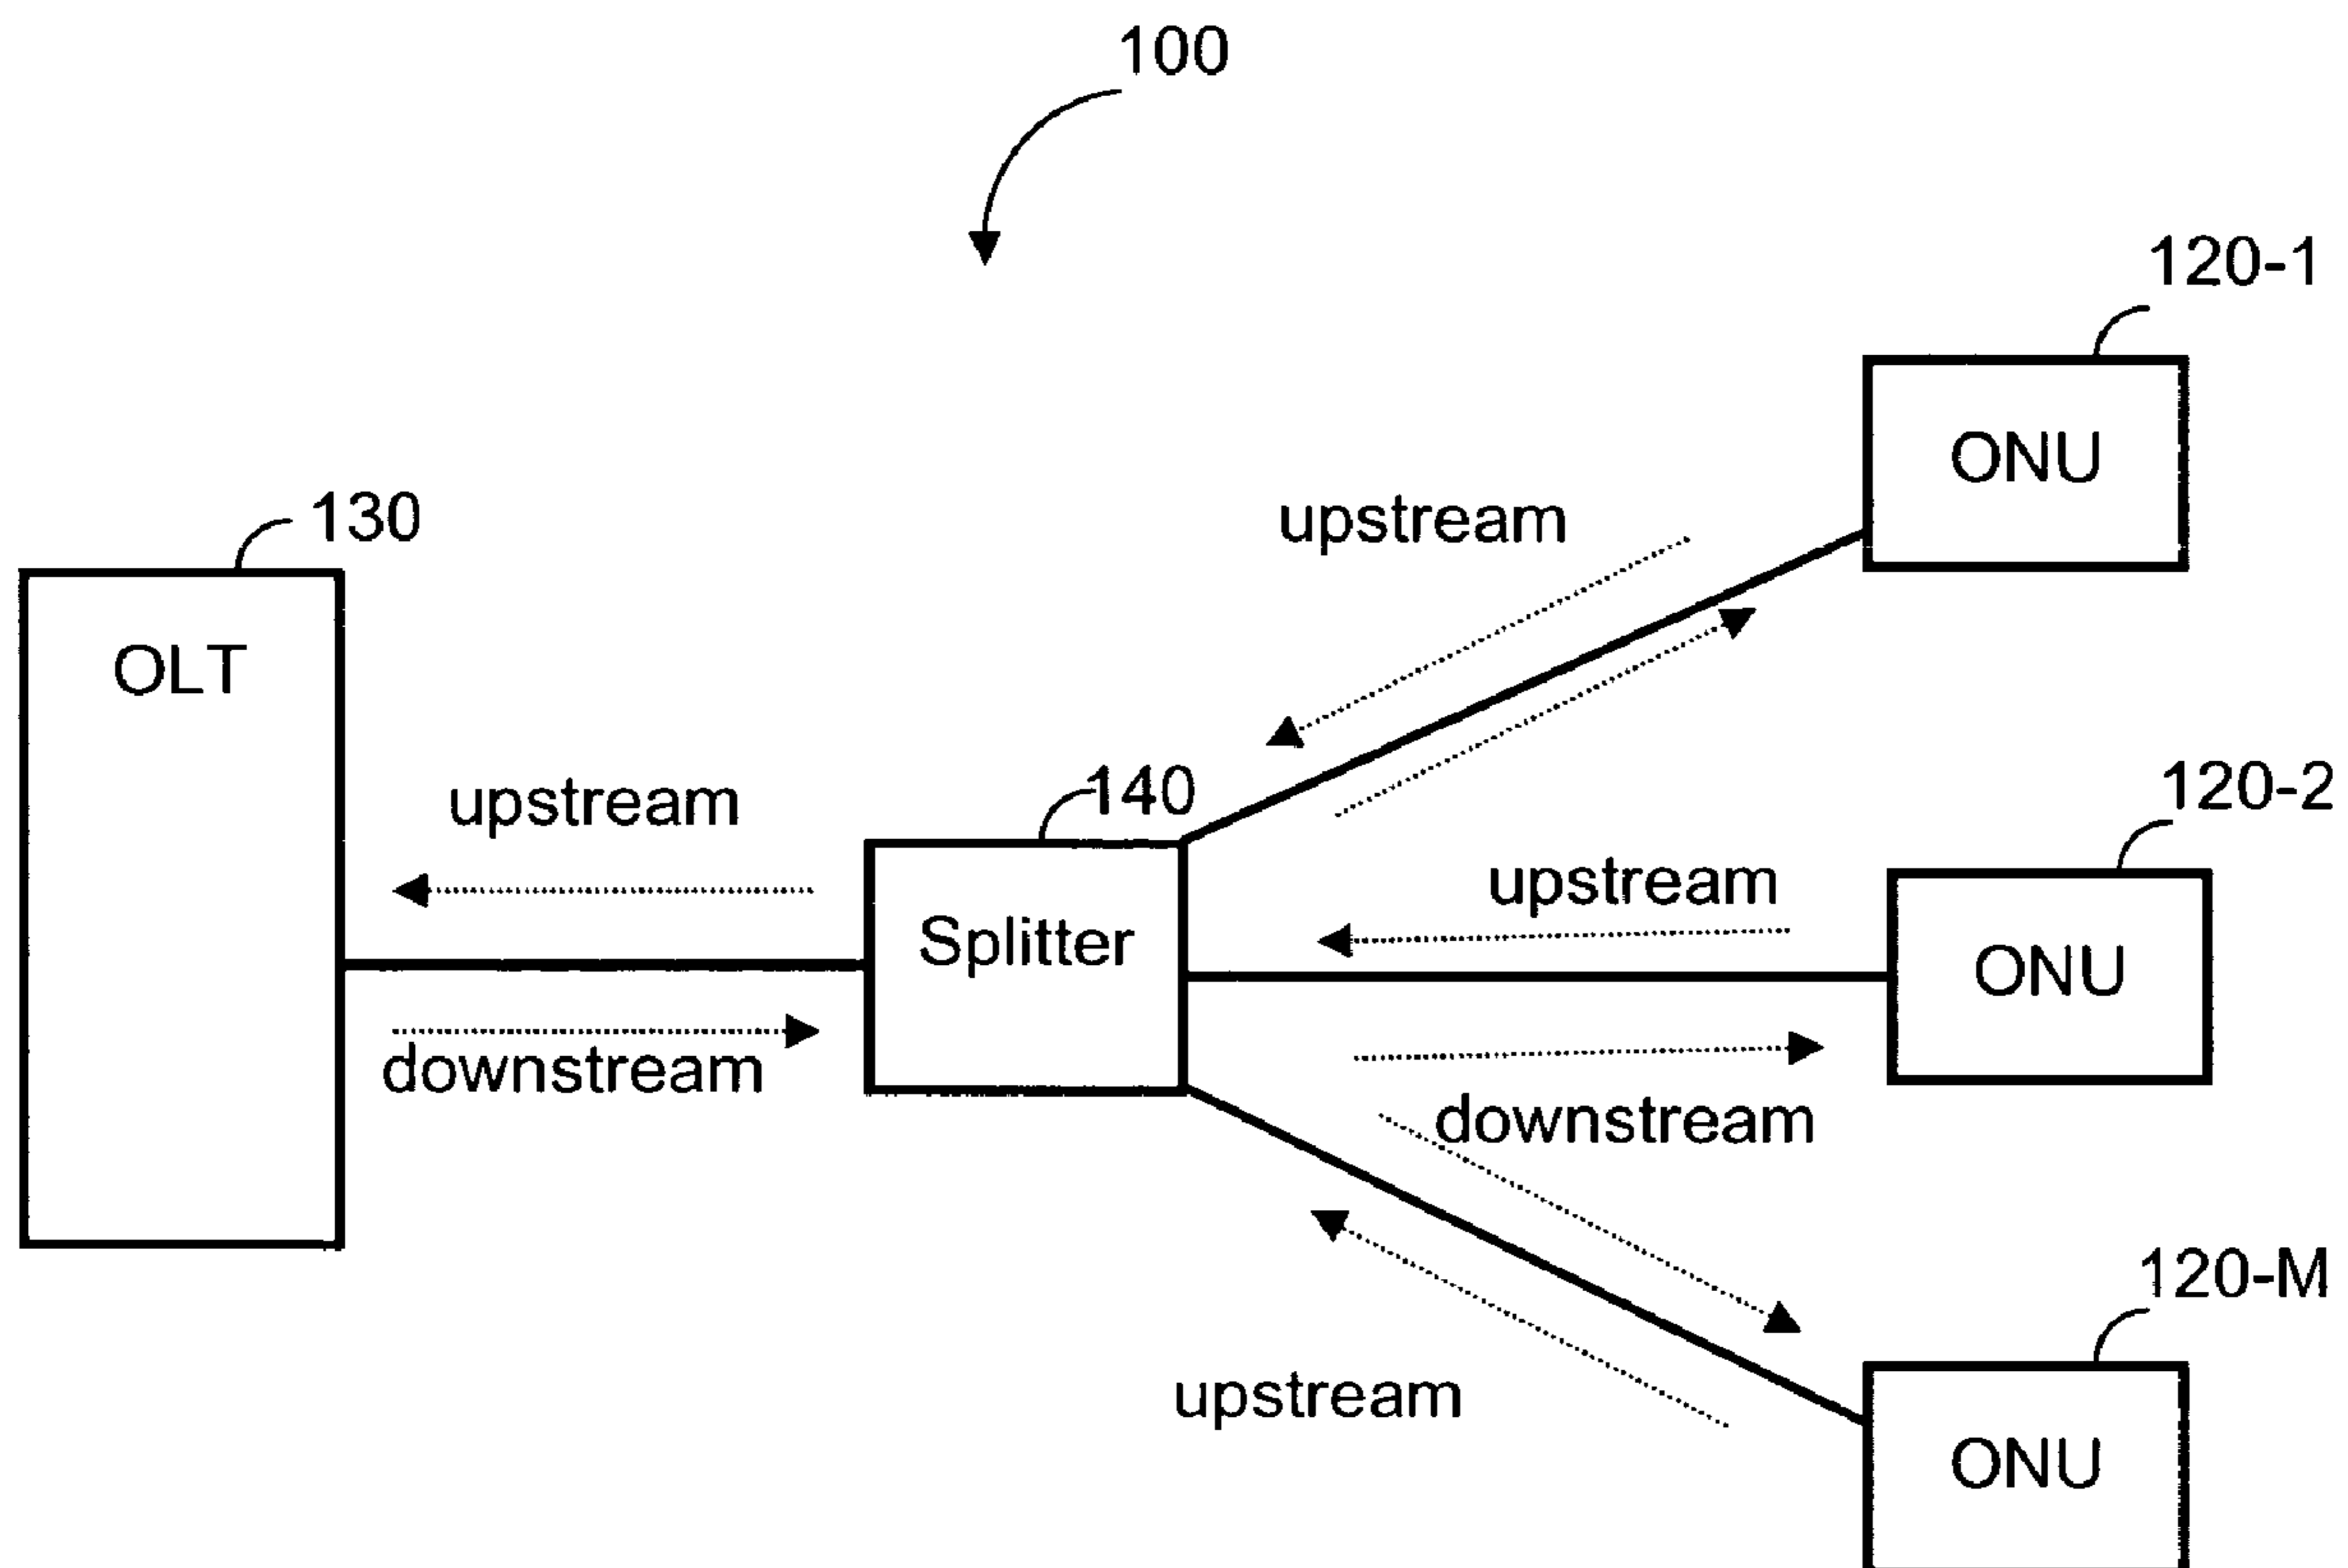 100
120-1
ONU
upstream
130
OLT
upstream
140
120-2
upstream
Splitter
ONU
downstream
downstream
120-M
upstream
ONU